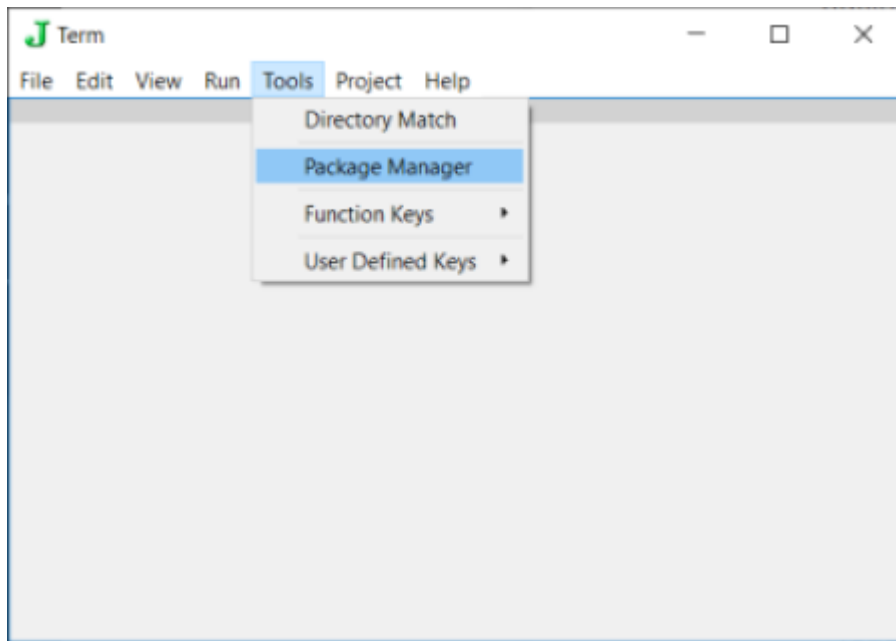 J Term
File Edit View Run Tools Project Help
Directory Match
Package Manager
Function Keys
User Defined Keys